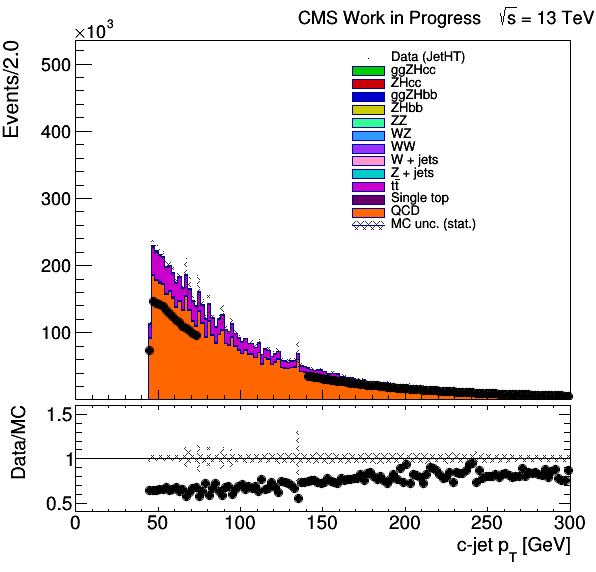 CMS Work in Progress √s = 13 TeV
×10³
Events/2.0
500
400
300
200
100
Data (JetHT)
ggZHcc
ZHcc
ggZHbb
ZHbb
ZZ
WZ
WW
W + jets
Z + jets
tt̄
Single top
QCD
MC unc. (stat.)
Data/MC
1.5
1
0.5
0 50 100 150 200 250 300
c-jet p_T [GeV]